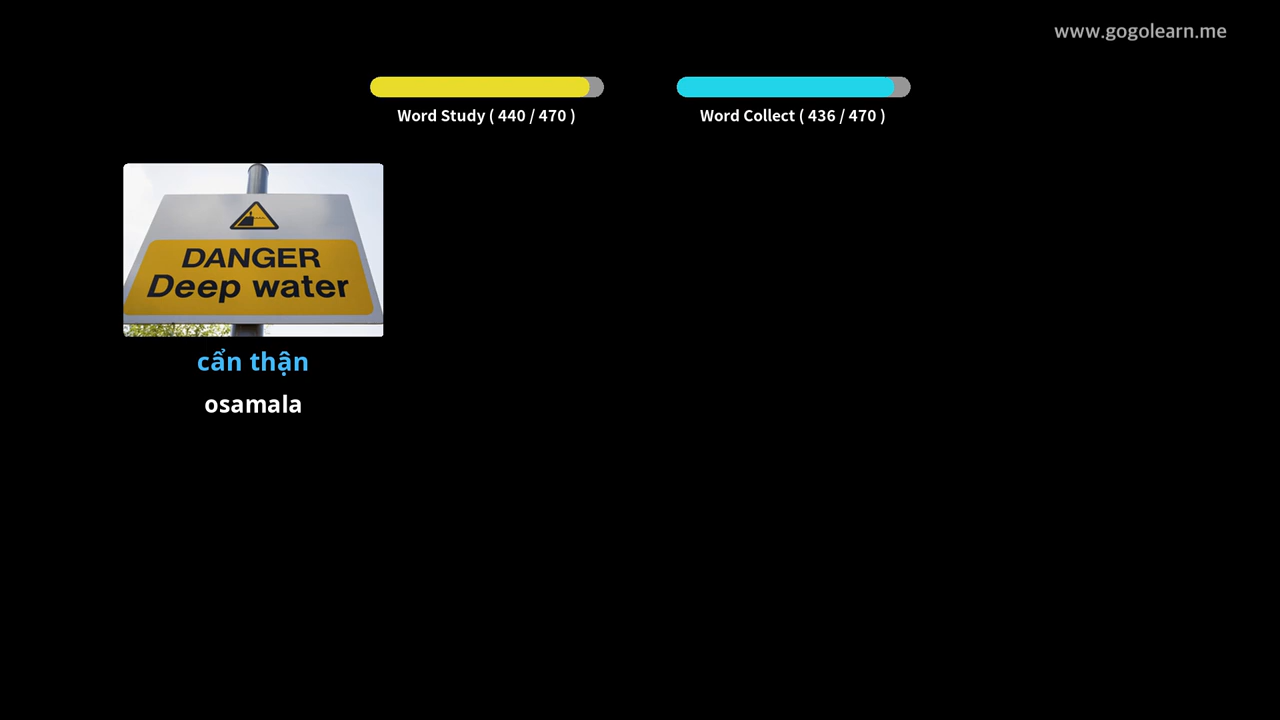 www.gogolearn.me
Word Study ( 440 / 470 )
Word Collect ( 436 / 470 )
DANGER
Deep water
cẩn thận
osamala